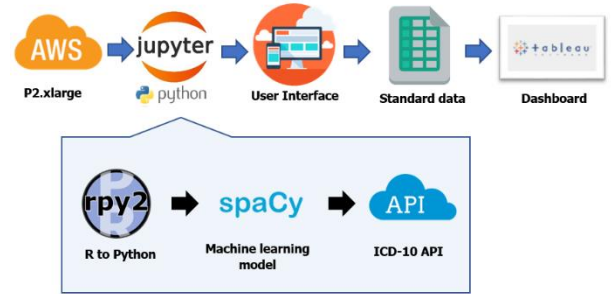 AWS
P2.xlarge
jupyter
python
User Interface
Standard data
tableau
Dashboard
rpy2
R to Python
spaCy
Machine learning
model
API
ICD-10 API